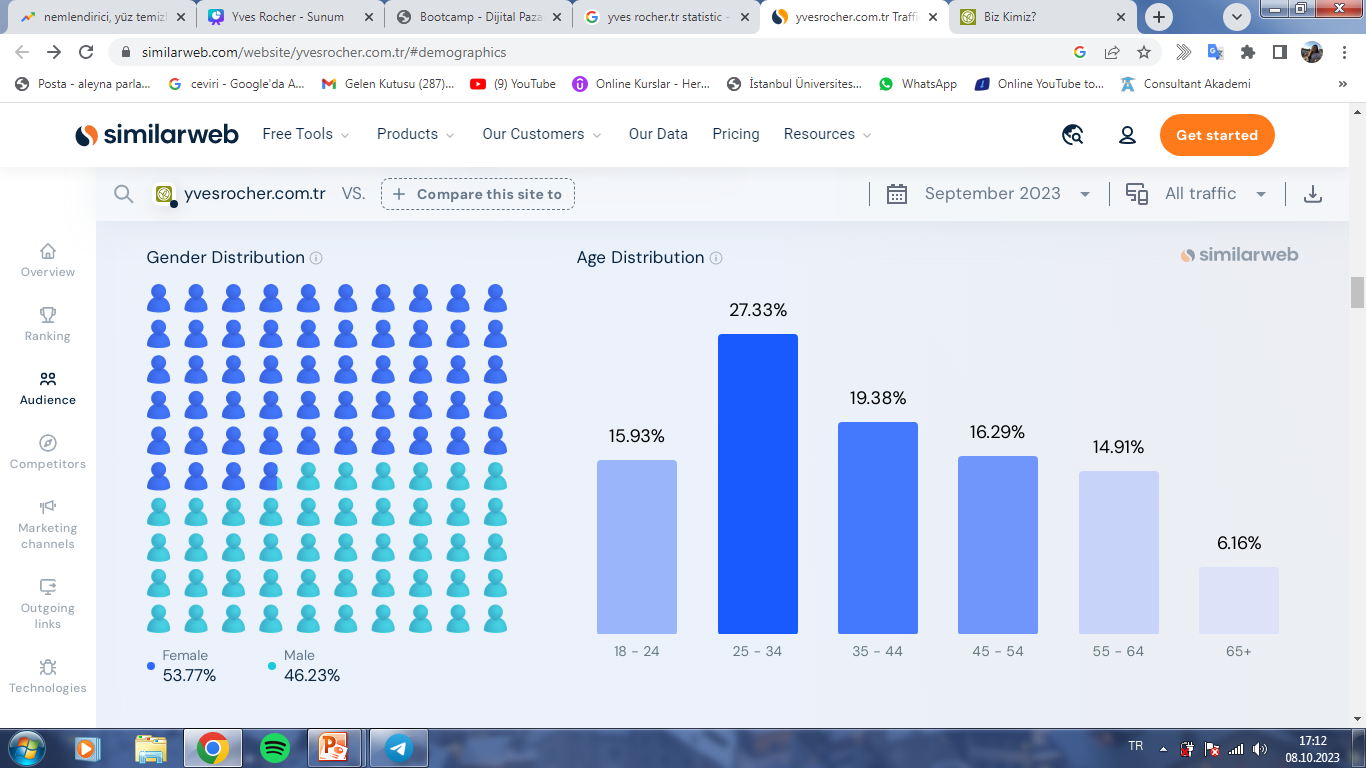 nemlendirici, yüz temizl
Yves Rocher - Sunum
Bootcamp - Dijital Paza
yves rocher.tr statistic -
yvesrocher.com.tr Traffi
Biz Kimiz?
similarweb.com/website/yvesrocher.com.tr/#demographics
Posta - aleyna parla...
ceviri - Google'da A...
Gelen Kutusu (287)...
(9) YouTube
Online Kurslar - Her...
İstanbul Üniversites...
WhatsApp
Online YouTube to...
Consultant Akademi
»
similarweb
Free Tools
Products
Our Customers
Our Data
Pricing
Resources
Get started
yvesrocher.com.tr
VS.
+ Compare this site to
September 2023
All traffic
Overview
Ranking
Audience
Competitors
Marketing
channels
Outgoing
links
Technologies
Gender Distribution
Female
53.77%
Male
46.23%
Age Distribution
similarweb
15.93%
27.33%
19.38%
16.29%
14.91%
6.16%
18 - 24
25 - 34
35 - 44
45 - 54
55 - 64
65+
TR
17:12
08.10.2023